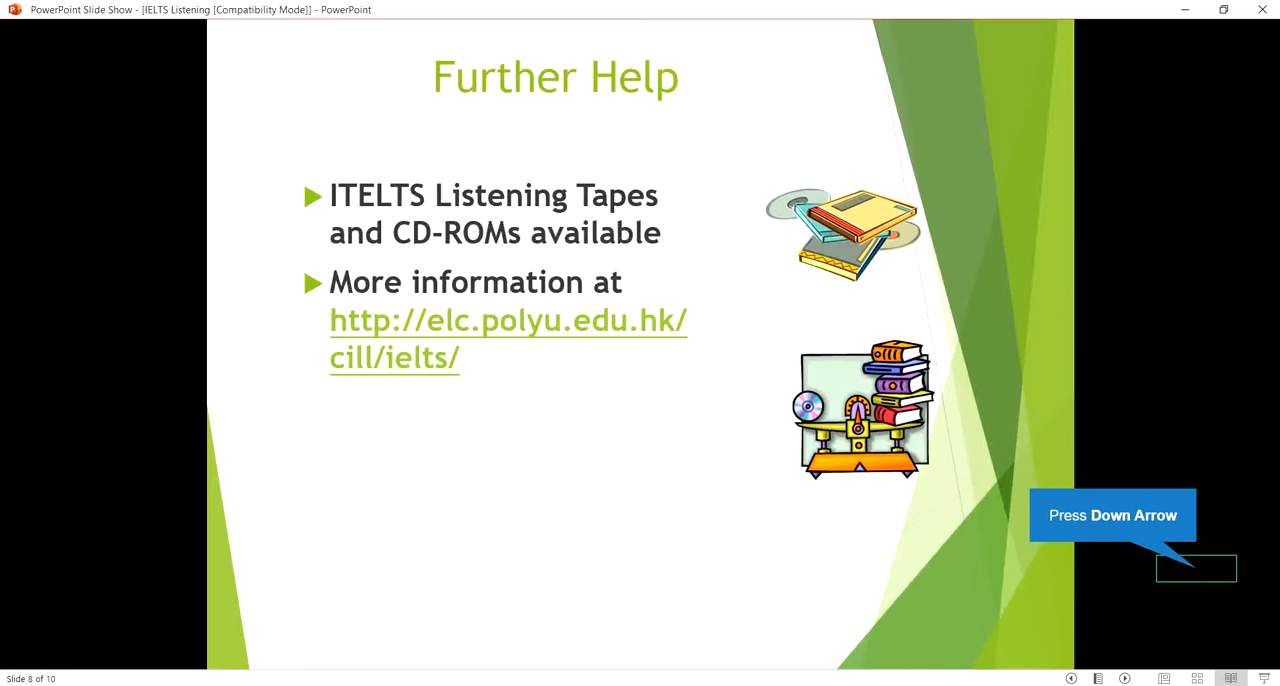 PowerPoint Slide Show - [IELTS Listening [Compatibility Mode]] - PowerPoint
Further Help
ITELTS Listening Tapes
and CD-ROMs available
More information at
http://elc.polyu.edu.hk/
cill/ielts/
Press Down Arrow
Slide 8 of 10